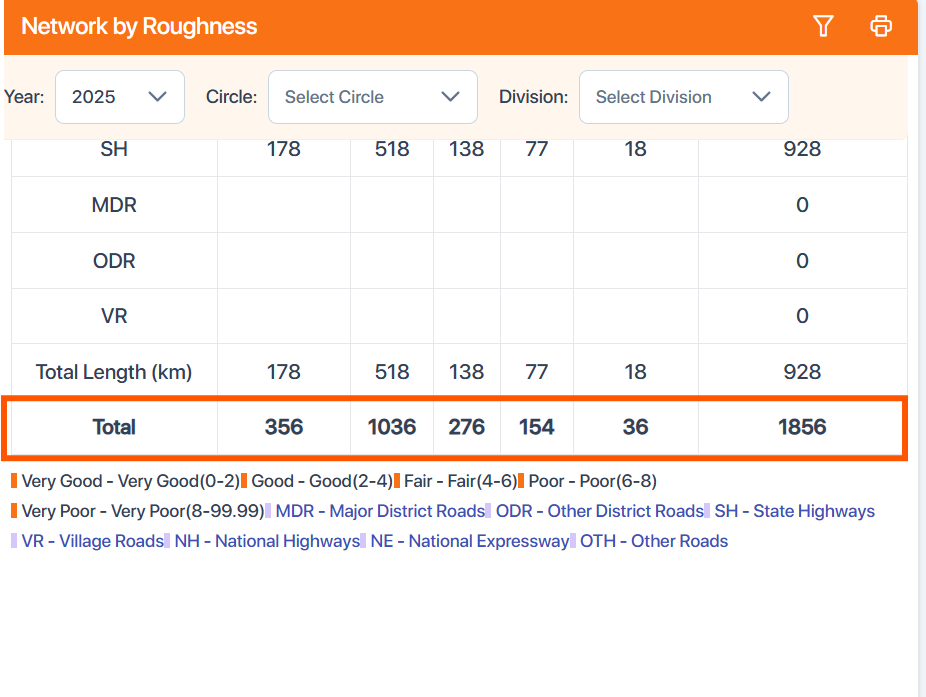 Network by Roughness
Year: 2025 Circle: Select Circle Division: Select Division
SH 178 518 138 77 18 928
MDR 0
ODR 0
VR 0
Total Length (km) 178 518 138 77 18 928
Total 356 1036 276 154 36 1856
Very Good - Very Good(0-2) Good - Good(2-4) Fair - Fair(4-6) Poor - Poor(6-8)
Very Poor - Very Poor(8-99.99) MDR - Major District Roads ODR - Other District Roads SH - State Highways
VR - Village Roads NH - National Highways NE - National Expressway OTH - Other Roads